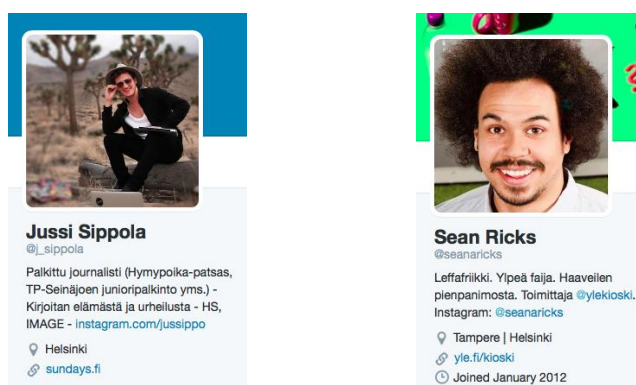 Jussi Sippola
@j_sippola
Palkittu journalisti (Hymypoika-patsas,
TP-Seinäjoen junioripalkinto yms.) -
Kirjoitan elämästä ja urheilusta - HS,
IMAGE - instagram.com/jussippo
Helsinki
sundays.fi
Sean Ricks
@seanaricks
Leffafriikki. Ylpeä faija. Haaveilen
pienpanimosta. Toimittaja @ylekioski.
Instagram: @seanaricks
Tampere | Helsinki
yle.fi/kioski
Joined January 2012